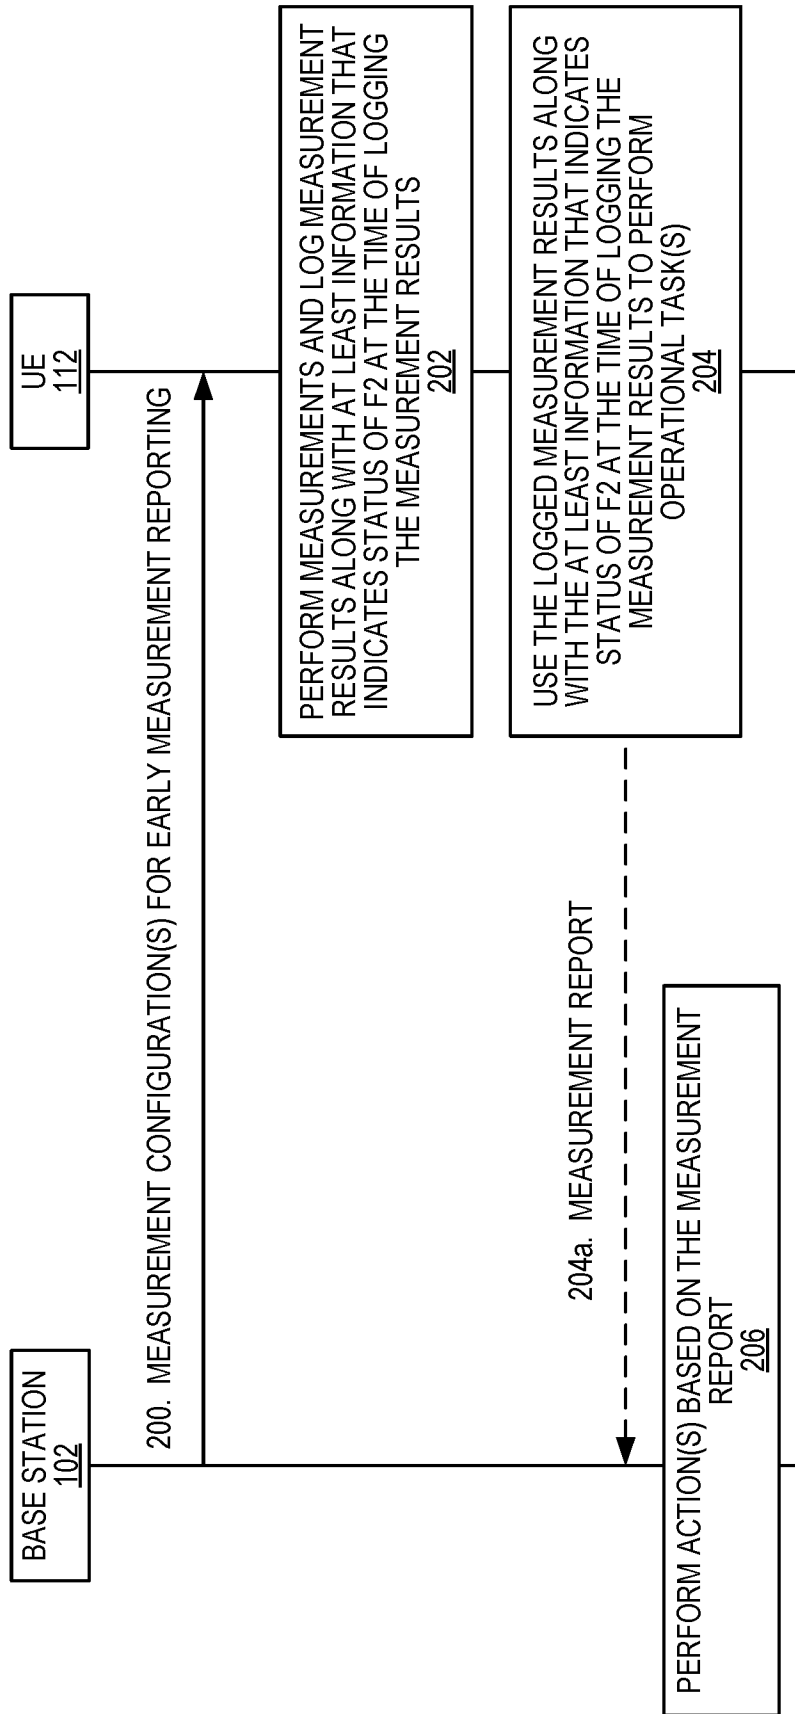 BASE STATION
102
UE
112
200. MEASUREMENT CONFIGURATION(S) FOR EARLY MEASUREMENT REPORTING
PERFORM MEASUREMENTS AND LOG MEASUREMENT
RESULTS ALONG WITH AT LEAST INFORMATION THAT
INDICATES STATUS OF F2 AT THE TIME OF LOGGING
THE MEASUREMENT RESULTS
202
USE THE LOGGED MEASUREMENT RESULTS ALONG
WITH THE AT LEAST INFORMATION THAT INDICATES
STATUS OF F2 AT THE TIME OF LOGGING THE
MEASUREMENT RESULTS TO PERFORM
OPERATIONAL TASK(S)
204
204a. MEASUREMENT REPORT
PERFORM ACTION(S) BASED ON THE MEASUREMENT
REPORT
206